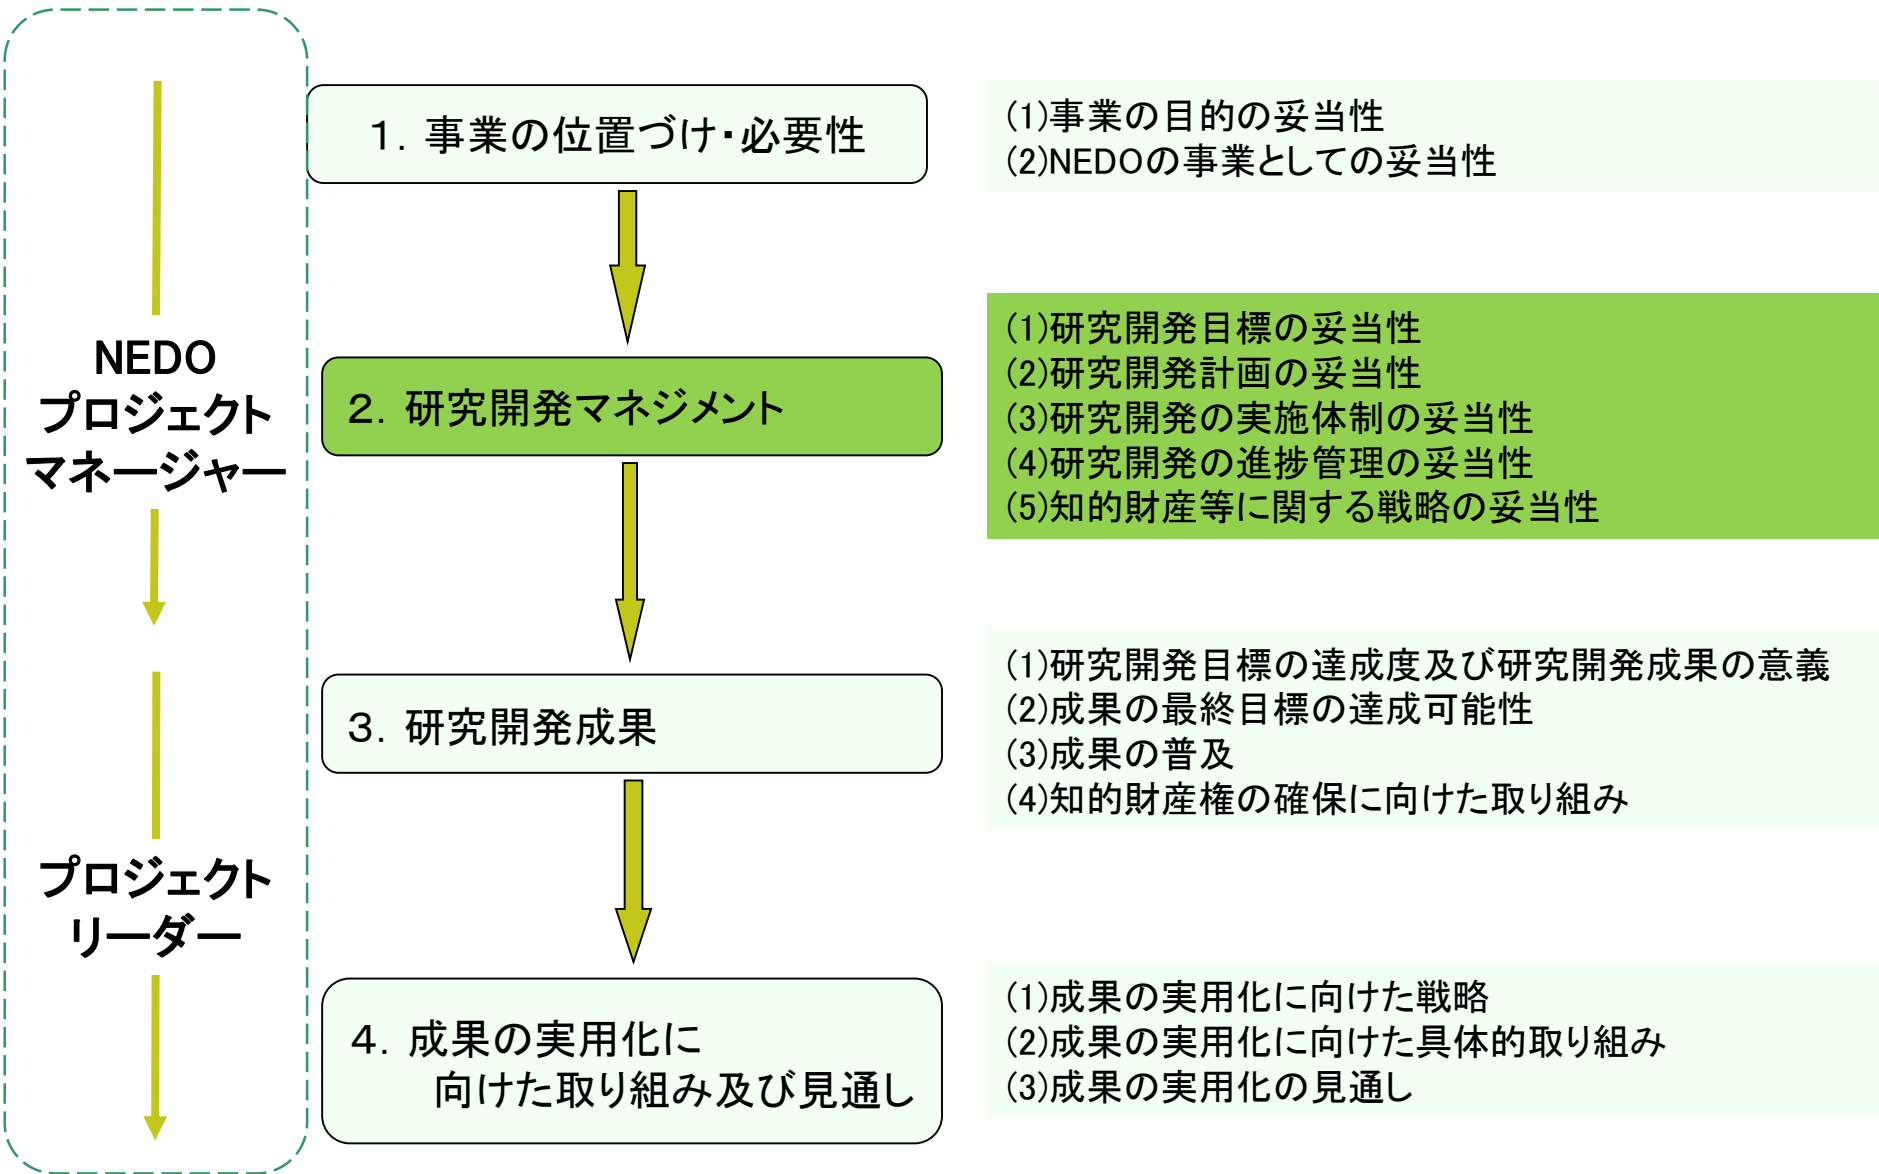 NEDO
プロジェクト
マネージャー
プロジェクト
リーダー
1. 事業の位置づけ・必要性
(1)事業の目的の妥当性
(2)NEDOの事業としての妥当性
2. 研究開発マネジメント
(1)研究開発目標の妥当性
(2)研究開発計画の妥当性
(3)研究開発の実施体制の妥当性
(4)研究開発の進捗管理の妥当性
(5)知的財産等に関する戦略の妥当性
3. 研究開発成果
(1)研究開発目標の達成度及び研究開発成果の意義
(2)成果の最終目標の達成可能性
(3)成果の普及
(4)知的財産権の確保に向けた取り組み
4. 成果の実用化に
向けた取り組み及び見通し
(1)成果の実用化に向けた戦略
(2)成果の実用化に向けた具体的取り組み
(3)成果の実用化の見通し